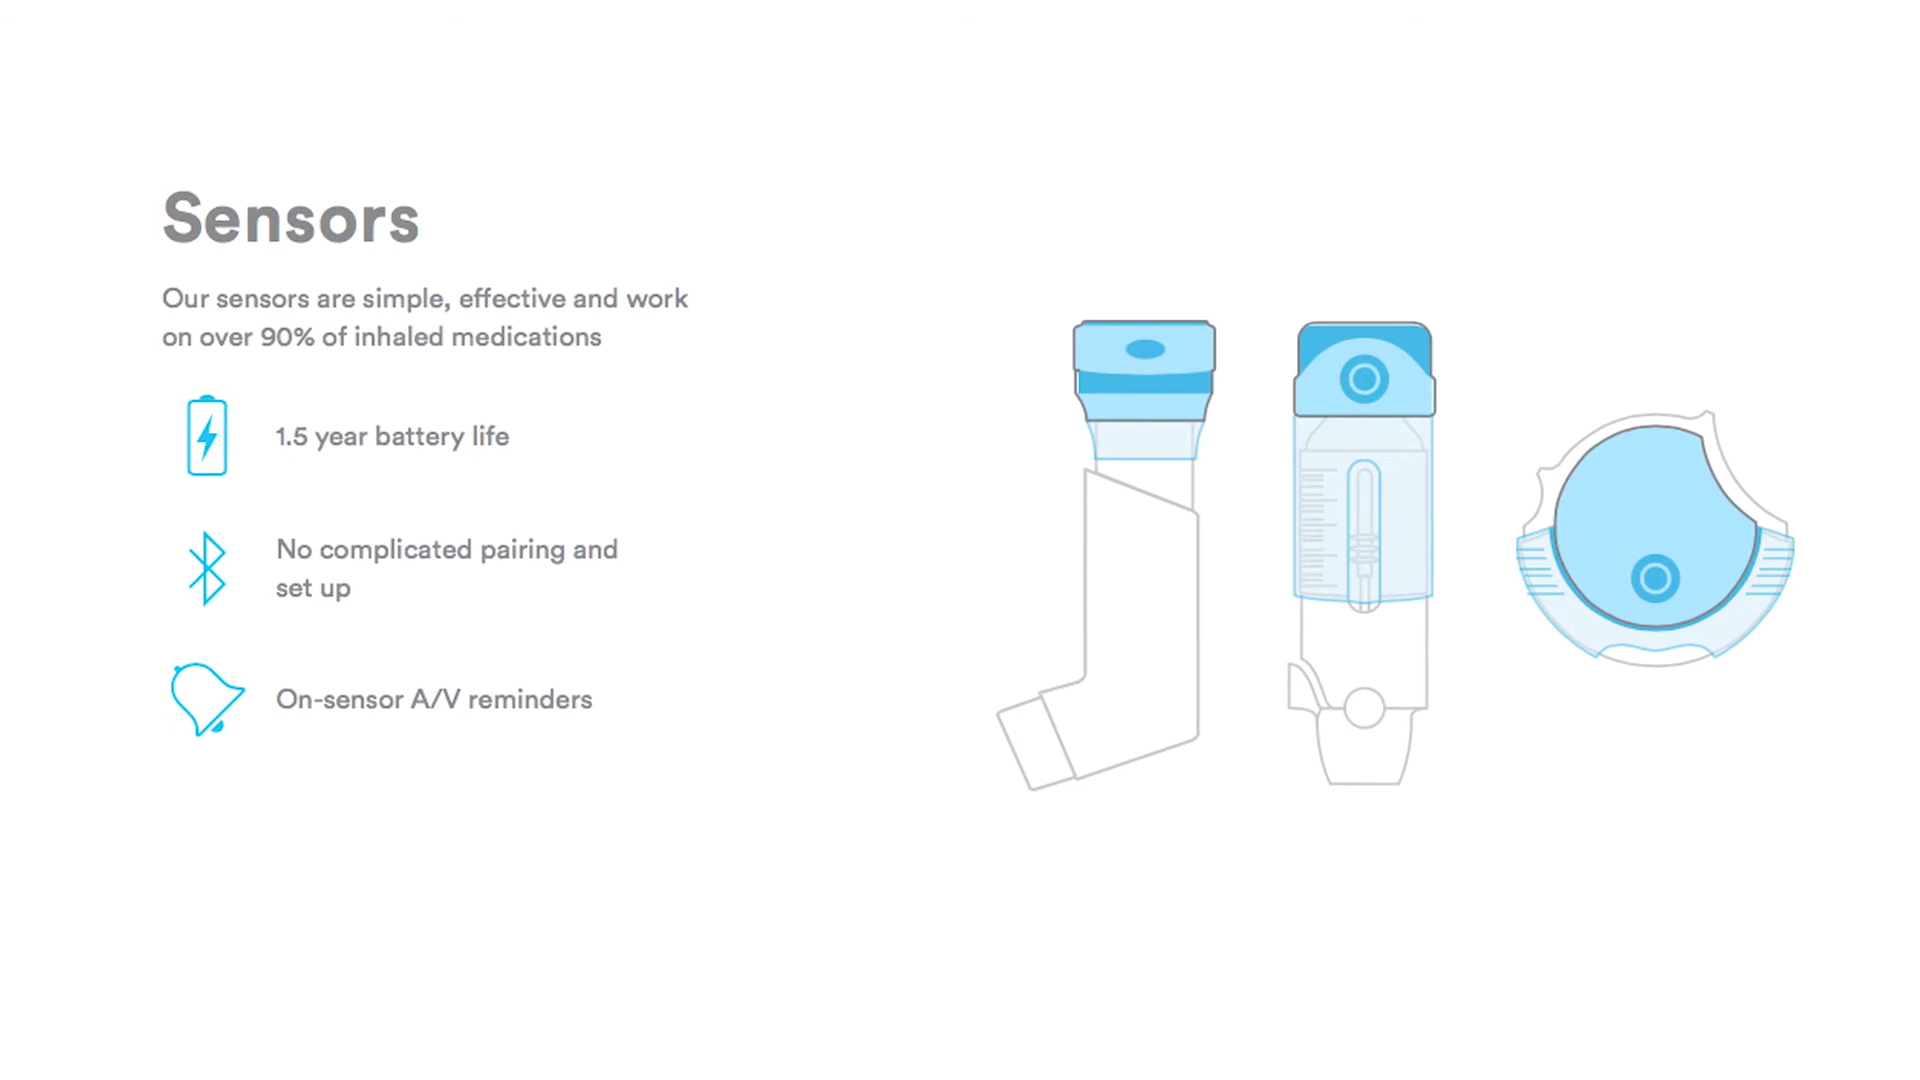 Sensors
Our sensors are simple, effective and work
on over 90% of inhaled medications
1.5 year battery life
No complicated pairing and
set up
On-sensor A/V reminders